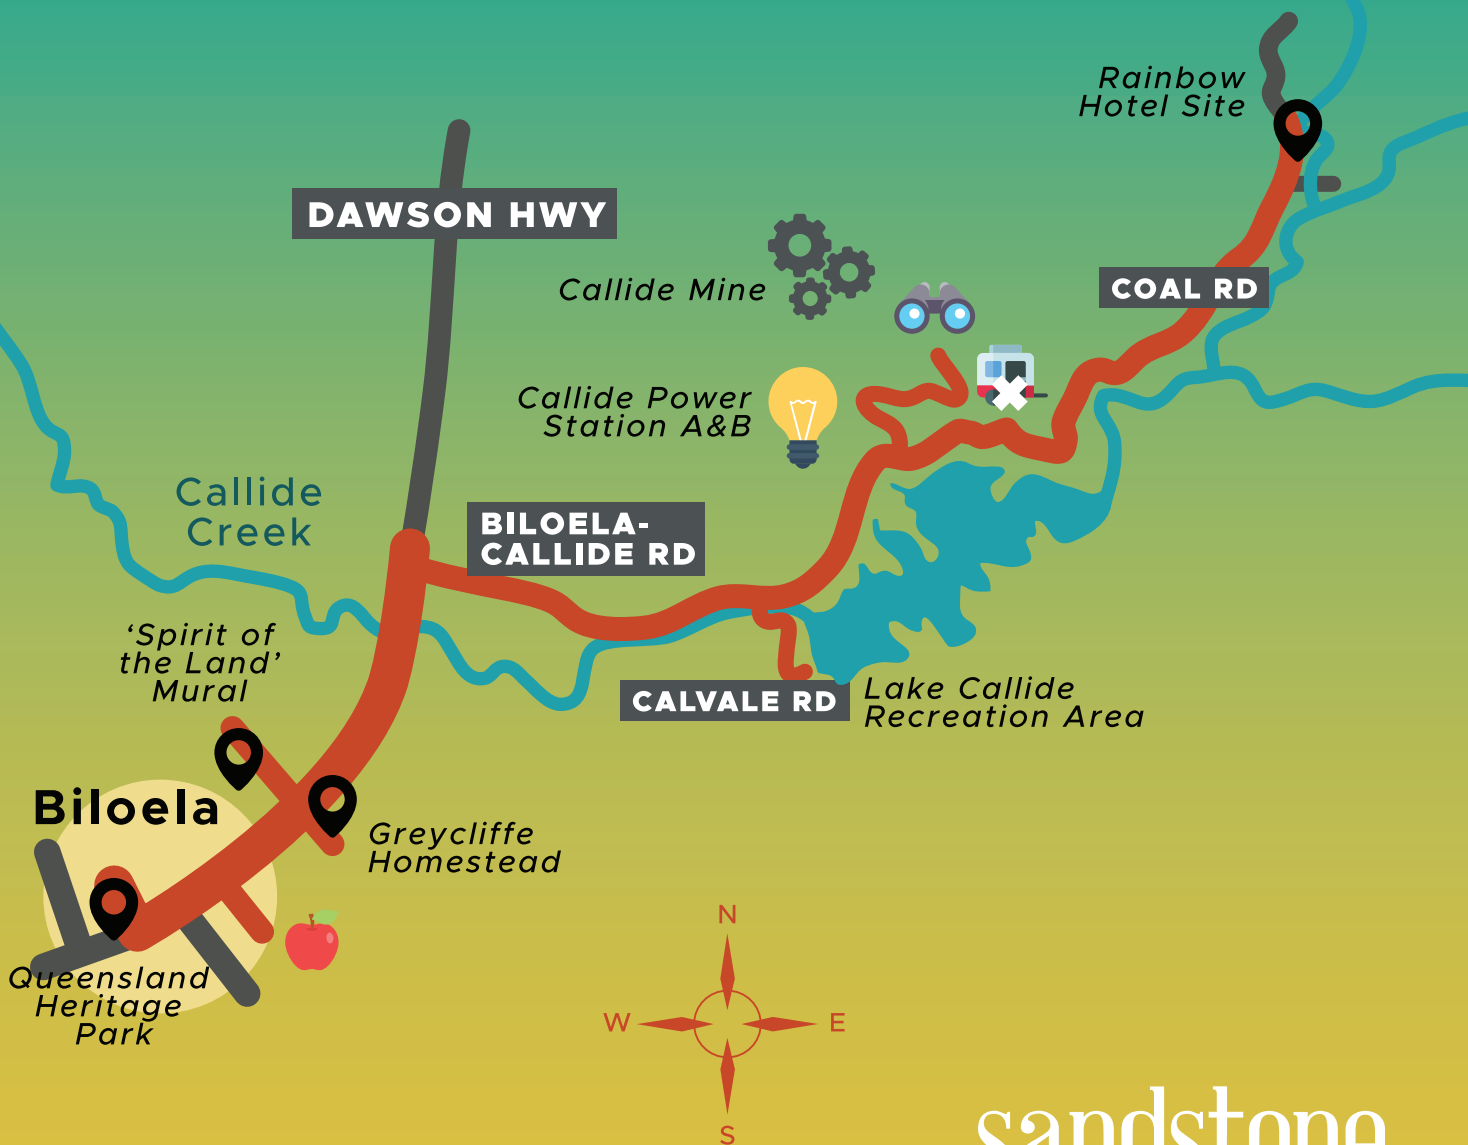 Rainbow
Hotel Site
DAWSON HWY
Callide Mine
COAL RD
Callide Power
Station A&B
Callide
Creek
BILOELA-
CALLIDE RD
'Spirit of
the Land'
Mural
CALVALE RD
Lake Callide
Recreation Area
Biloela
Greycliffe
Homestead
Queensland
Heritage
Park
N
W
E
S
sandstone